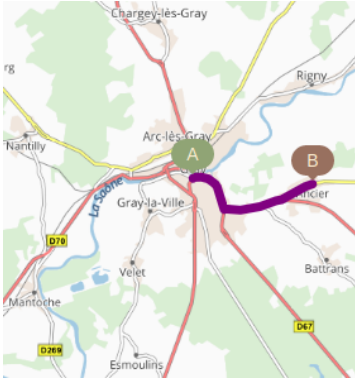 Chargey-lès-Gray
Rigny
Arc-lès-Gray
Nantilly
A
B
La Saône
Gray-la-Ville
D70
Velet
Battrans
Mantoche
D67
D269
Esmoulins